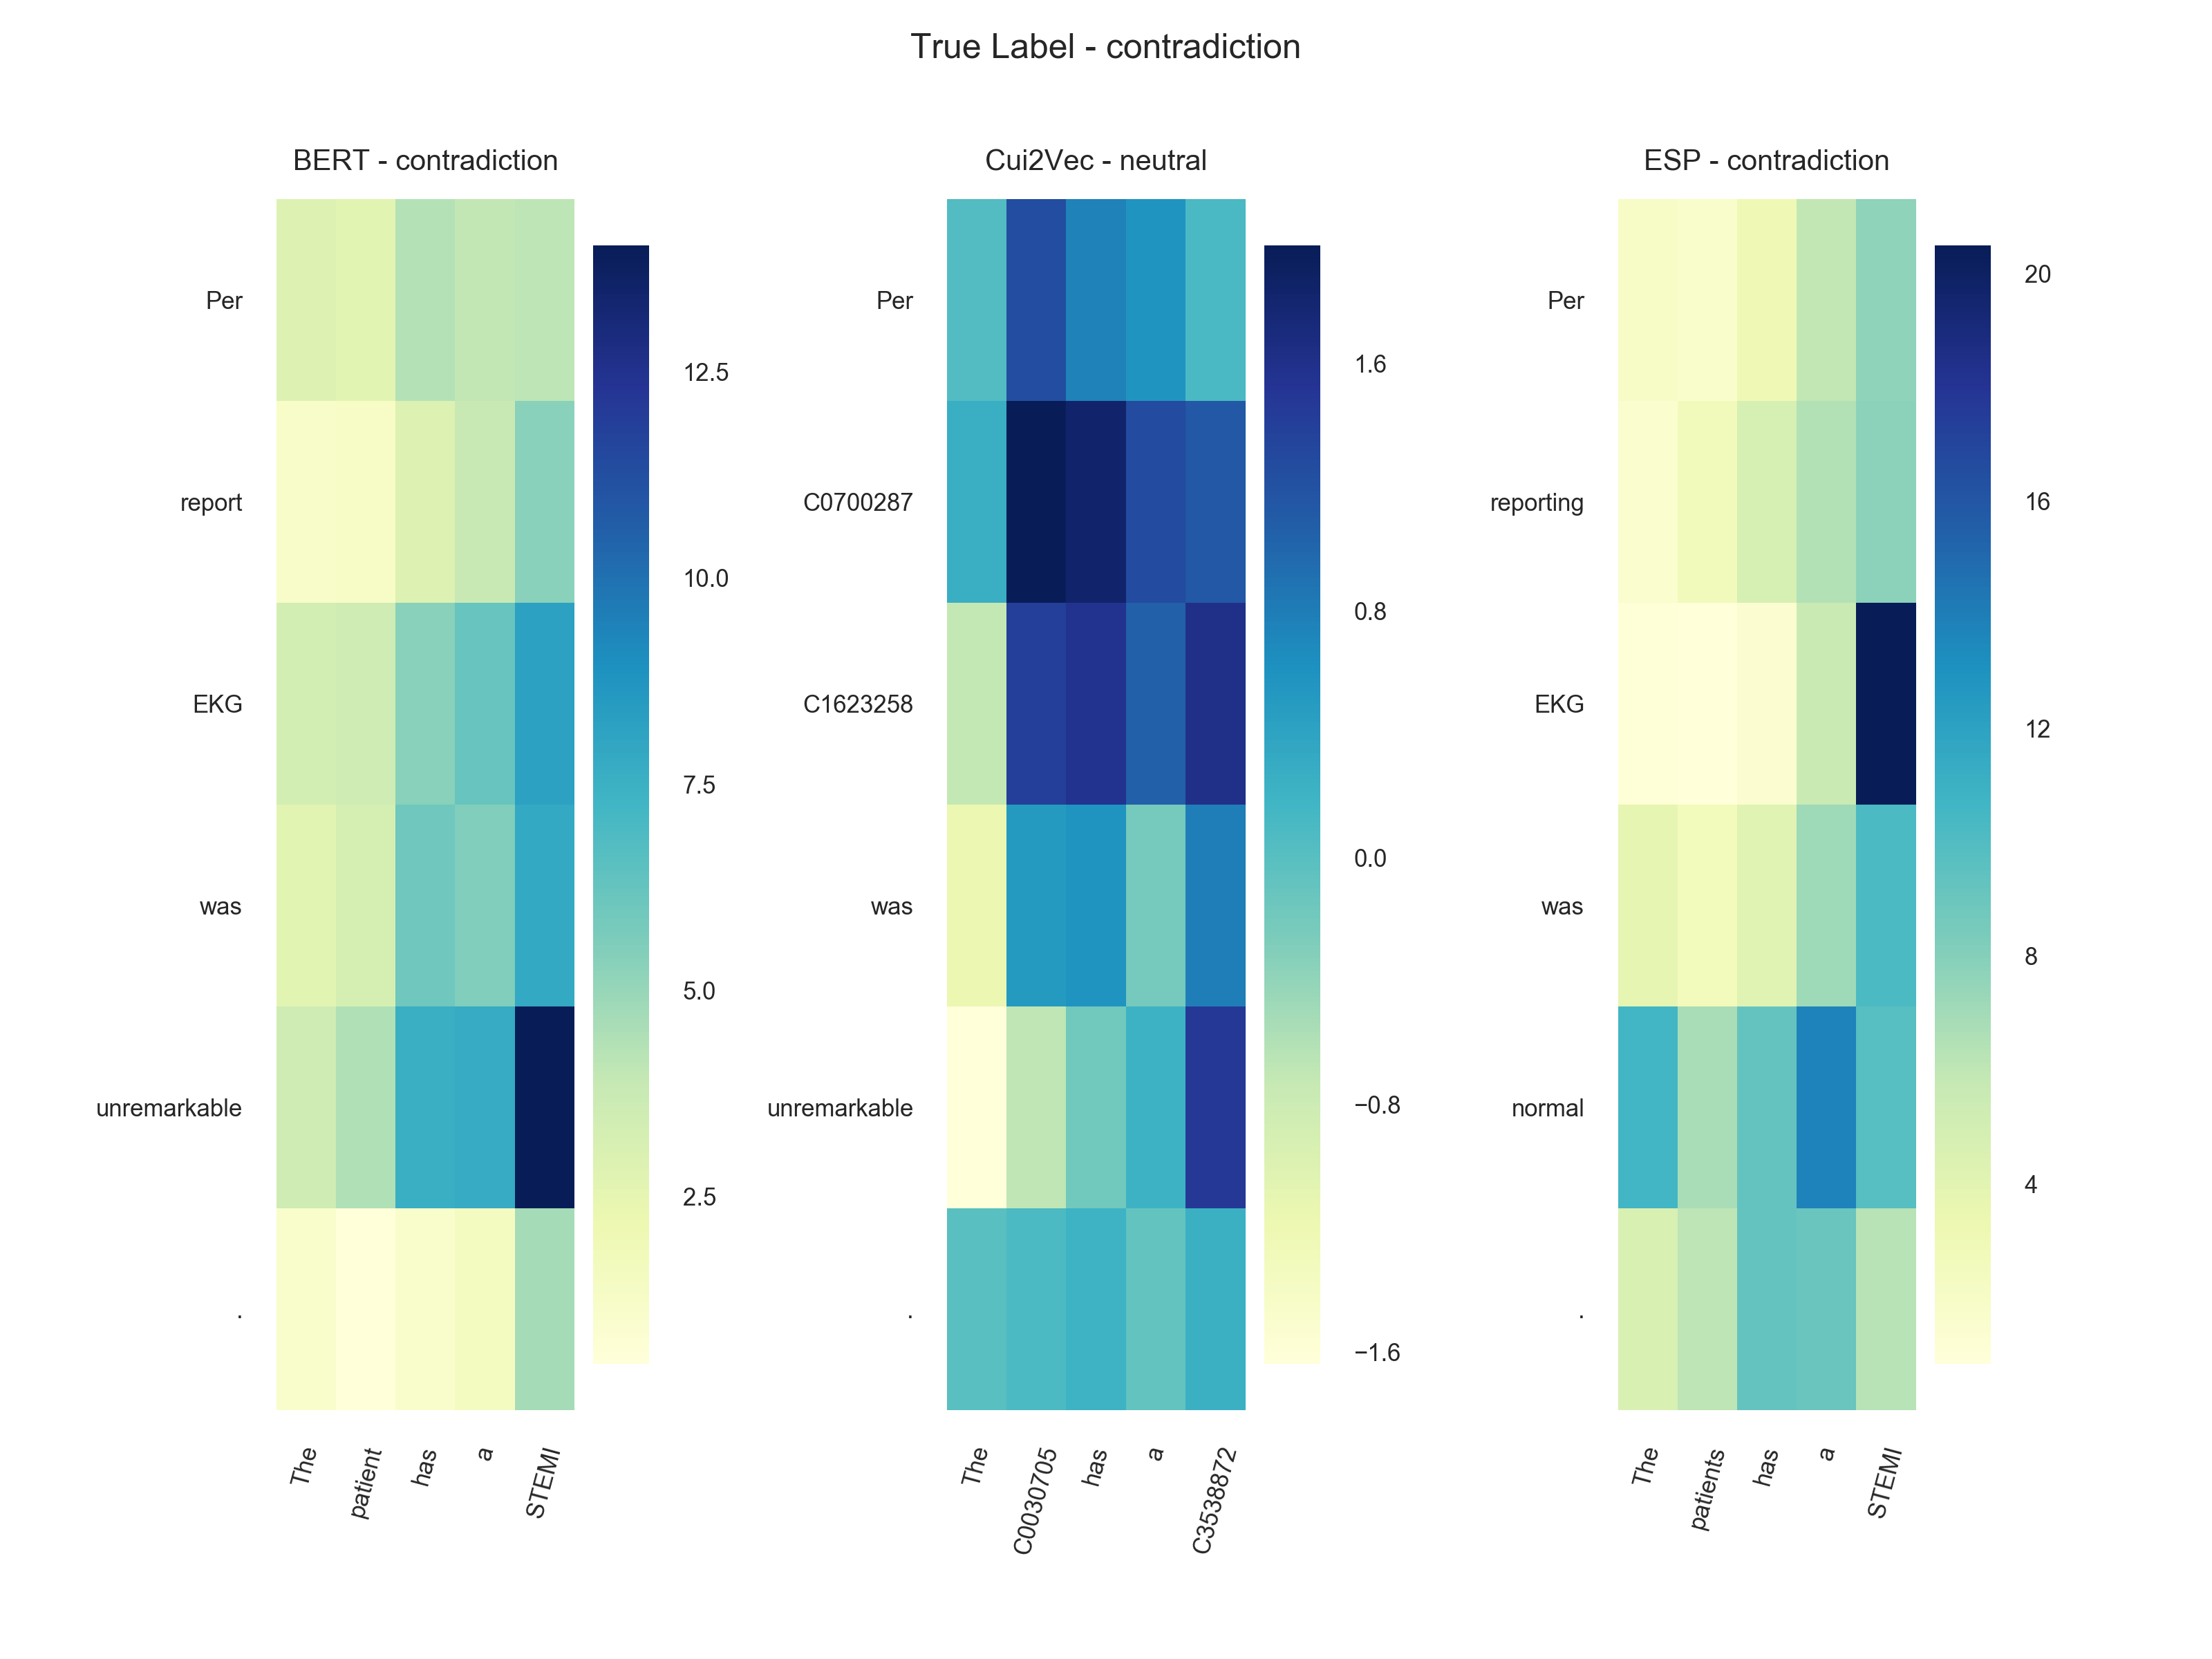 True Label - contradiction
BERT - contradiction
Per
report
EKG
was
unremarkable
.
The
patient
has
a
STEMI
12.5
10.0
7.5
5.0
2.5
Cui2Vec - neutral
Per
C0700287
C1623258
was
unremarkable
.
The
C0030705
has
a
C3538872
1.6
0.8
0.0
−0.8
−1.6
ESP - contradiction
Per
reporting
EKG
was
normal
.
The
patients
has
a
STEMI
20
16
12
8
4